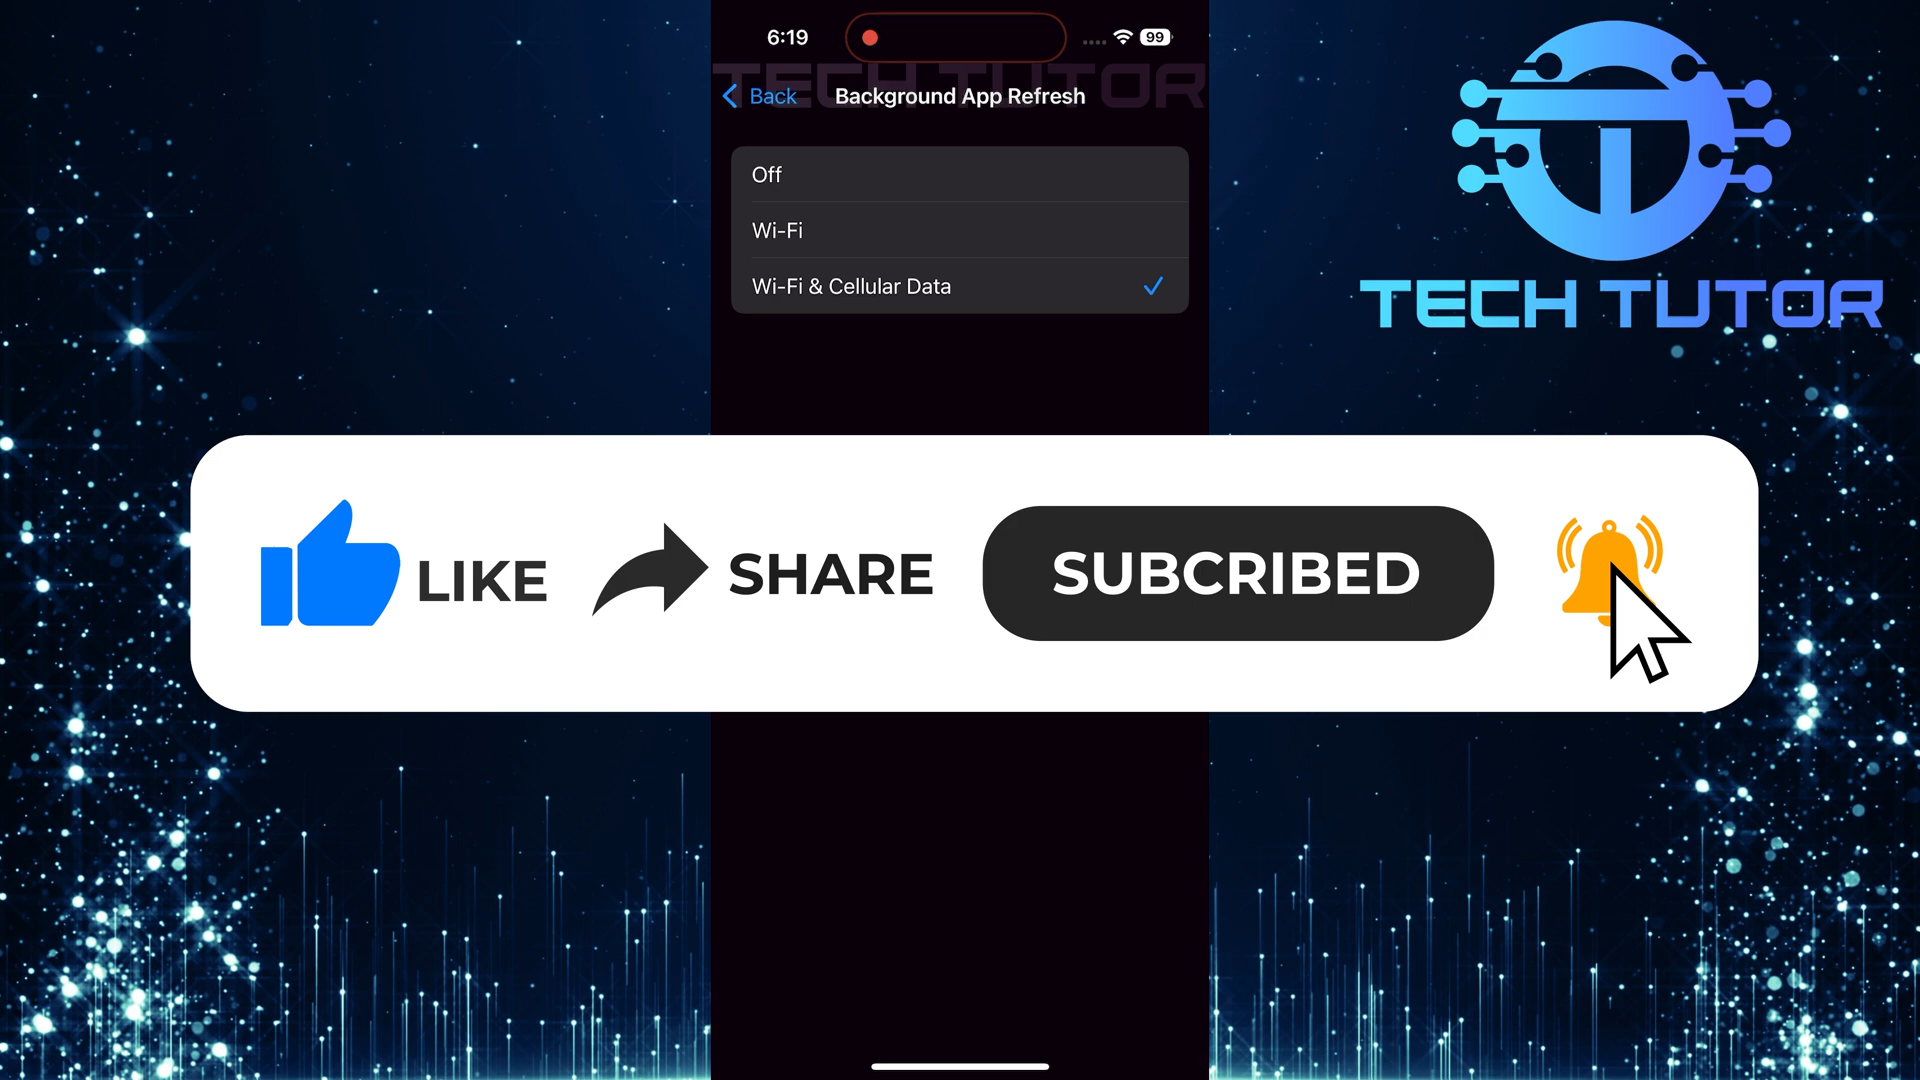 6:19
99
TECH TUTOR
Back
Background App Refresh
Off
Wi-Fi
Wi-Fi & Cellular Data
TECH TUTOR
LIKE
SHARE
SUBCRIBED